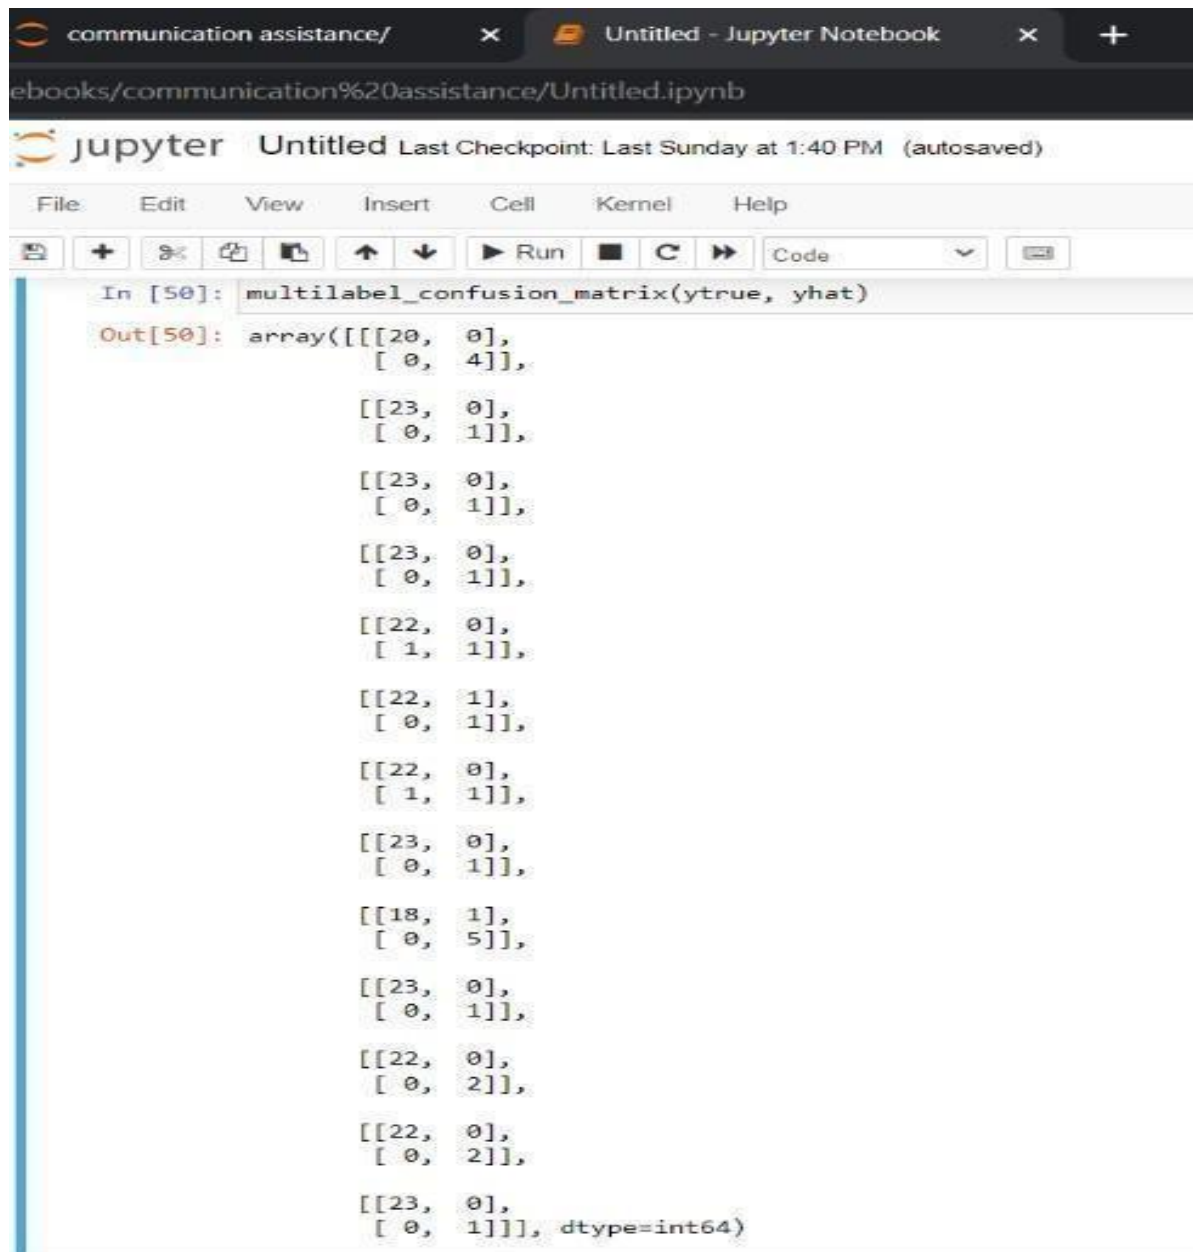 communication assistance/ × Untitled - Jupyter Notebook × +
ebooks/communication%20assistance/Untitled.ipynb
jupyter Untitled Last Checkpoint: Last Sunday at 1:40 PM (autosaved)
File Edit View Insert Cell Kernel Help
Run Code
In [50]: multilabel_confusion_matrix(ytrue, yhat)
Out[50]: array([[[20, 0],
[ 0, 4]],
[[23, 0],
[ 0, 1]],
[[23, 0],
[ 0, 1]],
[[23, 0],
[ 0, 1]],
[[22, 0],
[ 1, 1]],
[[22, 1],
[ 0, 1]],
[[22, 0],
[ 1, 1]],
[[23, 0],
[ 0, 1]],
[[18, 1],
[ 0, 5]],
[[23, 0],
[ 0, 1]],
[[22, 0],
[ 0, 2]],
[[22, 0],
[ 0, 2]],
[[23, 0],
[ 0, 1]]], dtype=int64)